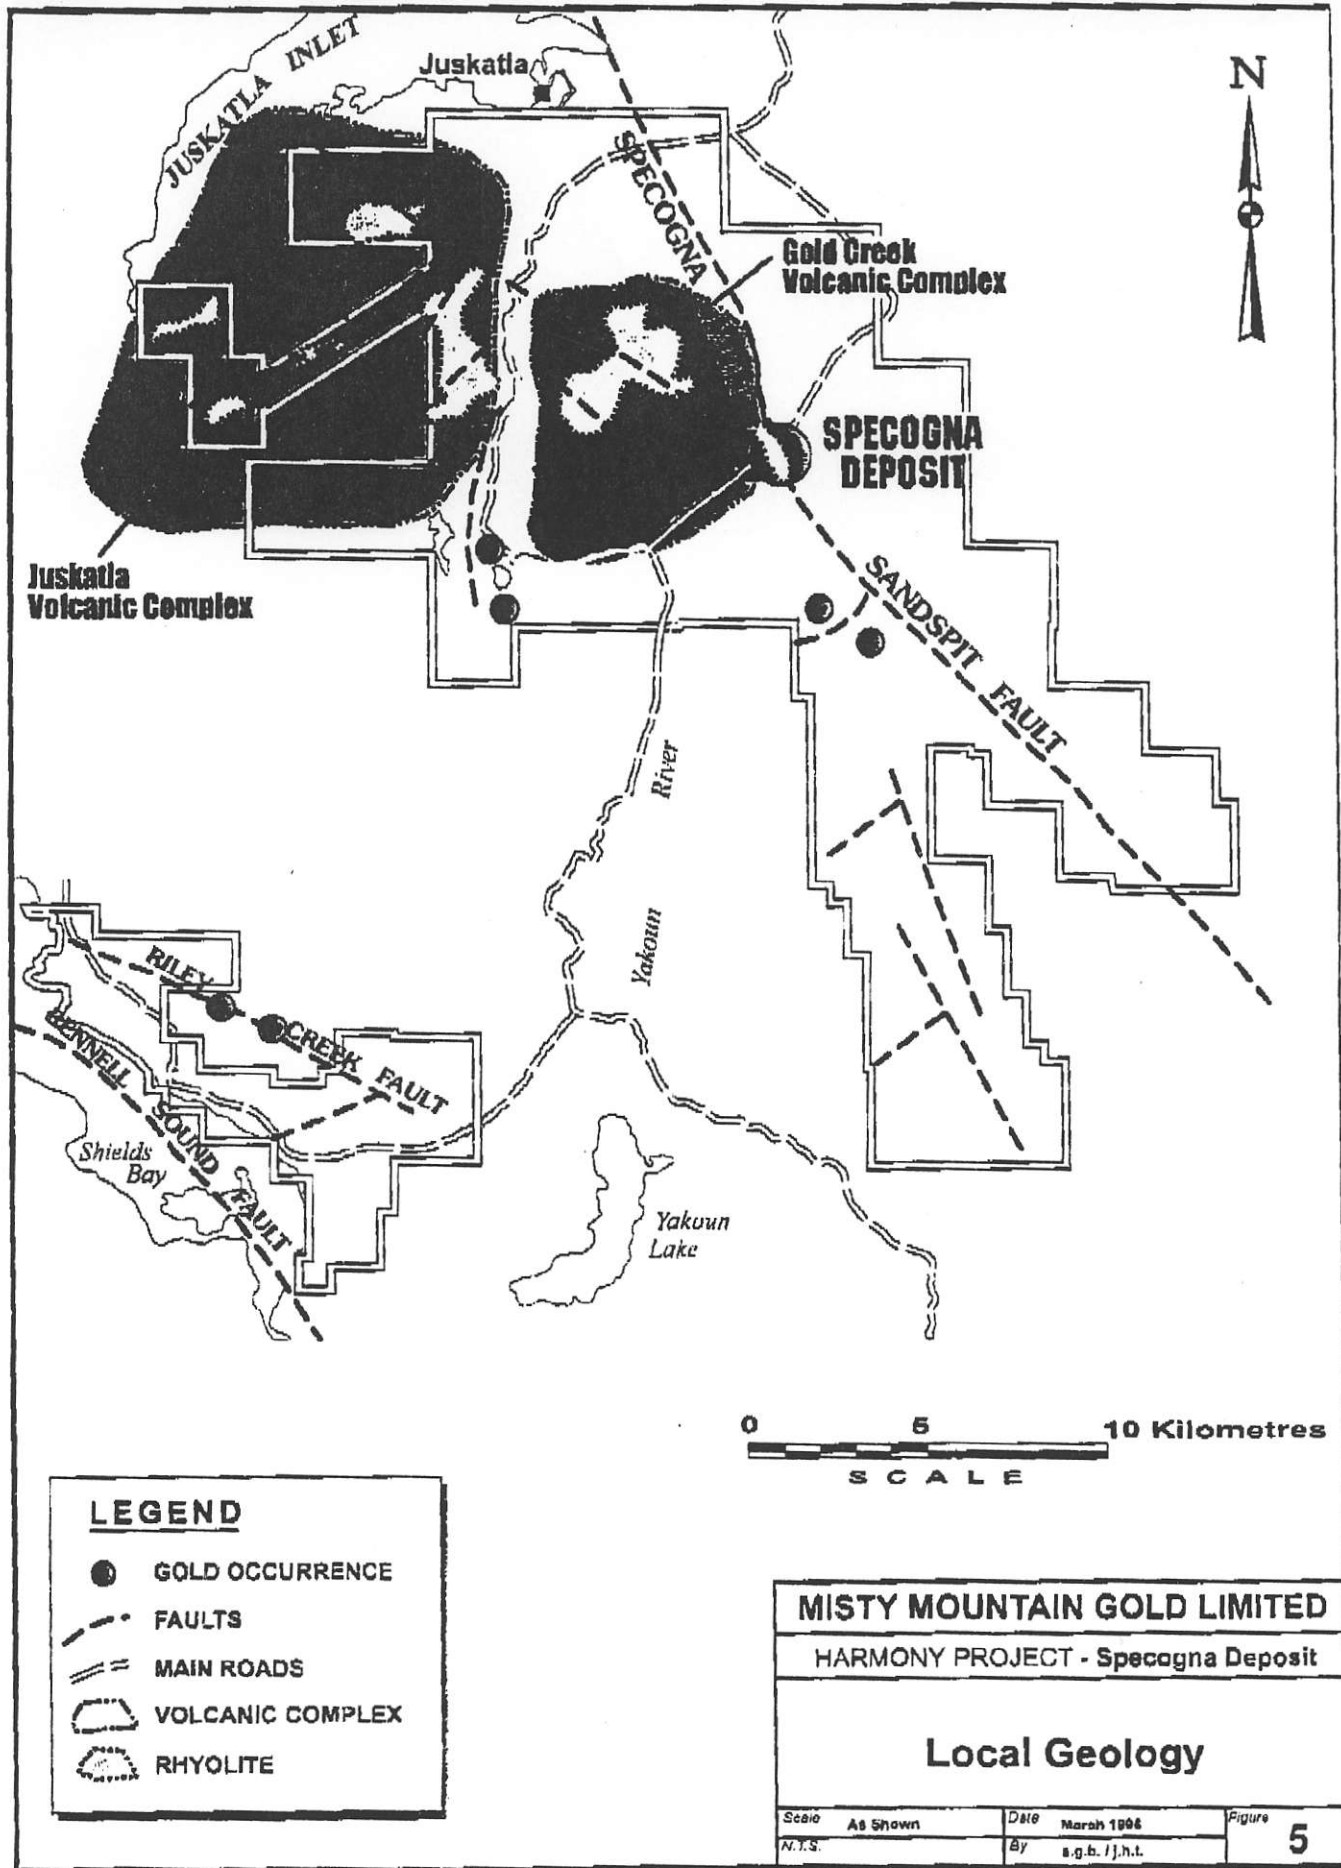 JUSKATLA INLET
Juskatla
N
SPECOGNA
Gold Creek
Volcanic Complex
SPECOGNA
DEPOSIT
Juskatla
Volcanic Complex
SANDSPIT FAULT
River
Yakoun
RILEY CREEK FAULT
RENNELL SOUND FAULT
Shields
Bay
Yakoun
Lake
0 5 10 Kilometres
SCALE
LEGEND
GOLD OCCURRENCE
FAULTS
MAIN ROADS
VOLCANIC COMPLEX
RHYOLITE
MISTY MOUNTAIN GOLD LIMITED
HARMONY PROJECT - Specogna Deposit
Local Geology
Scale As Shown Date March Figure 5
N.T.S. By s.g.b. / j.h.t.